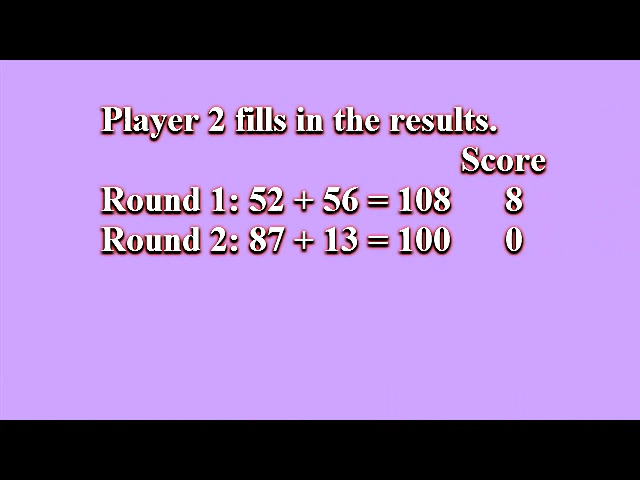 Player 2 fills in the results.
Score
Round 1: 52 + 56 = 108 8
Round 2: 87 + 13 = 100 0